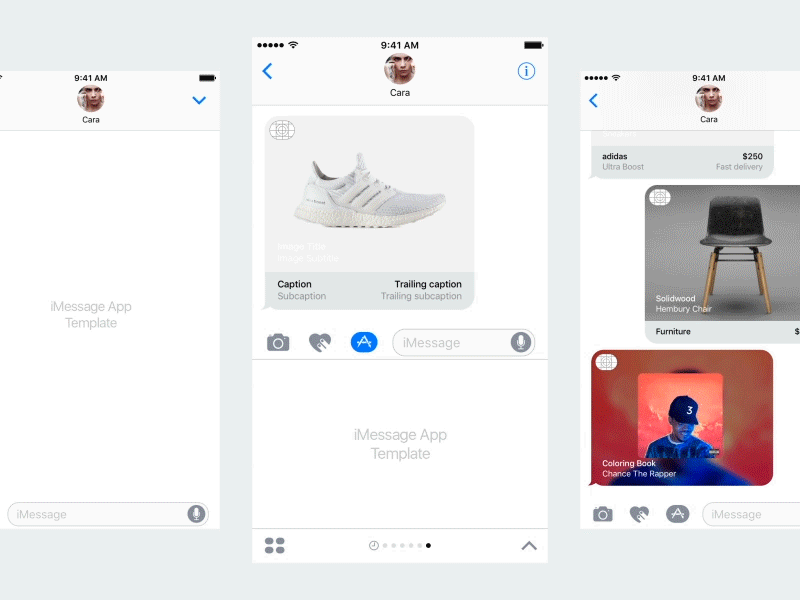 9:41 AM
Cara
iMessage App
Template
iMessage
9:41 AM
Cara
Image Title
Image Subtitle
Caption
Trailing caption
Subcaption
Trailing subcaption
iMessage
iMessage App
Template
9:41 AM
Cara
adidas
$250
Ultra Boost
Fast delivery
Solidwood
Hembury Chair
Furniture
3
Coloring Book
Chance The Rapper
iMessage